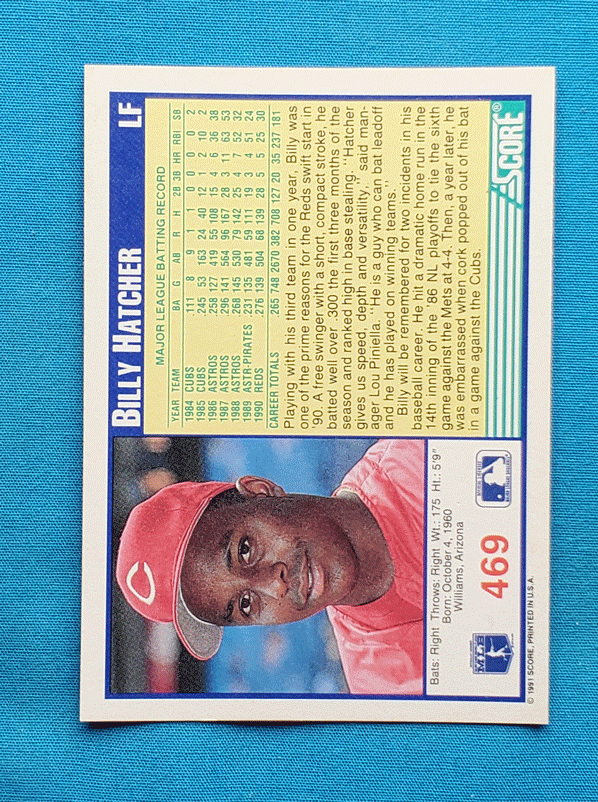 BILLY HATCHER LF
MAJOR LEAGUE BATTING RECORD
YEAR TEAM BA G AB R H 2B 3B HR RBI SB
1984 CUBS .111 8 9 1 1 0 0 0 0 2
1985 CUBS .245 53 163 24 40 12 1 2 10 2
1986 ASTROS .258 127 419 55 108 15 4 6 36 38
1987 ASTROS .296 141 564 96 167 28 3 11 63 53
1988 ASTROS .268 145 530 79 142 25 4 7 52 32
1989 ASTR-PIRATES .231 135 481 59 111 19 3 4 51 24
1990 REDS .276 139 504 68 139 28 5 5 25 30
CAREER TOTALS .265 748 2670 382 708 127 20 35 237 181
Playing with his third team in one year, Billy was
one of the prime reasons for the Reds swift start in
'90. A free swinger with a short, compact stroke, he
batted well over .300 the first three months of the
season and ranked high in base stealing. "Hatcher
gives us speed, depth and versatility," said man-
ager Lou Piniella. "He is a guy who can bat leadoff
and he has played on winning teams."
Billy will be remembered for two incidents in his
baseball career. He hit a dramatic home run in the
14th inning of the '86 NL playoffs to tie the sixth
game against the Mets at 4-4. Then, a year later, he
was embarrassed when cork popped out of his bat
in a game against the Cubs.
SCORE®
C
Bats: Right Throws: Right Wt.: 175 Ht.: 5'9"
Born: October 4, 1960
Williams, Arizona
MLB
469
© 1991 SCORE, PRINTED IN U.S.A.